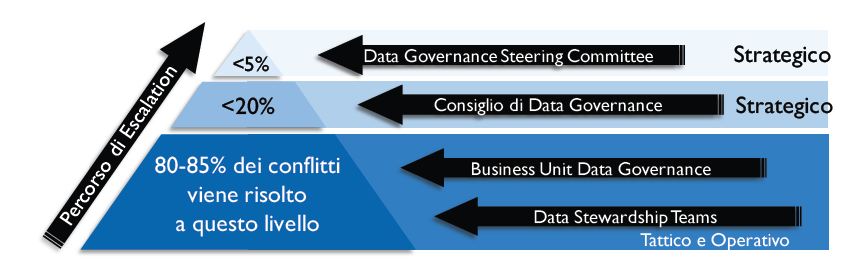 Percorso di Escalation
<5%
Data Governance Steering Committee
Strategico
<20%
Consiglio di Data Governance
Strategico
80-85% dei conflitti
viene risolto
a questo livello
Business Unit Data Governance
Data Stewardship Teams
Tattico e Operativo